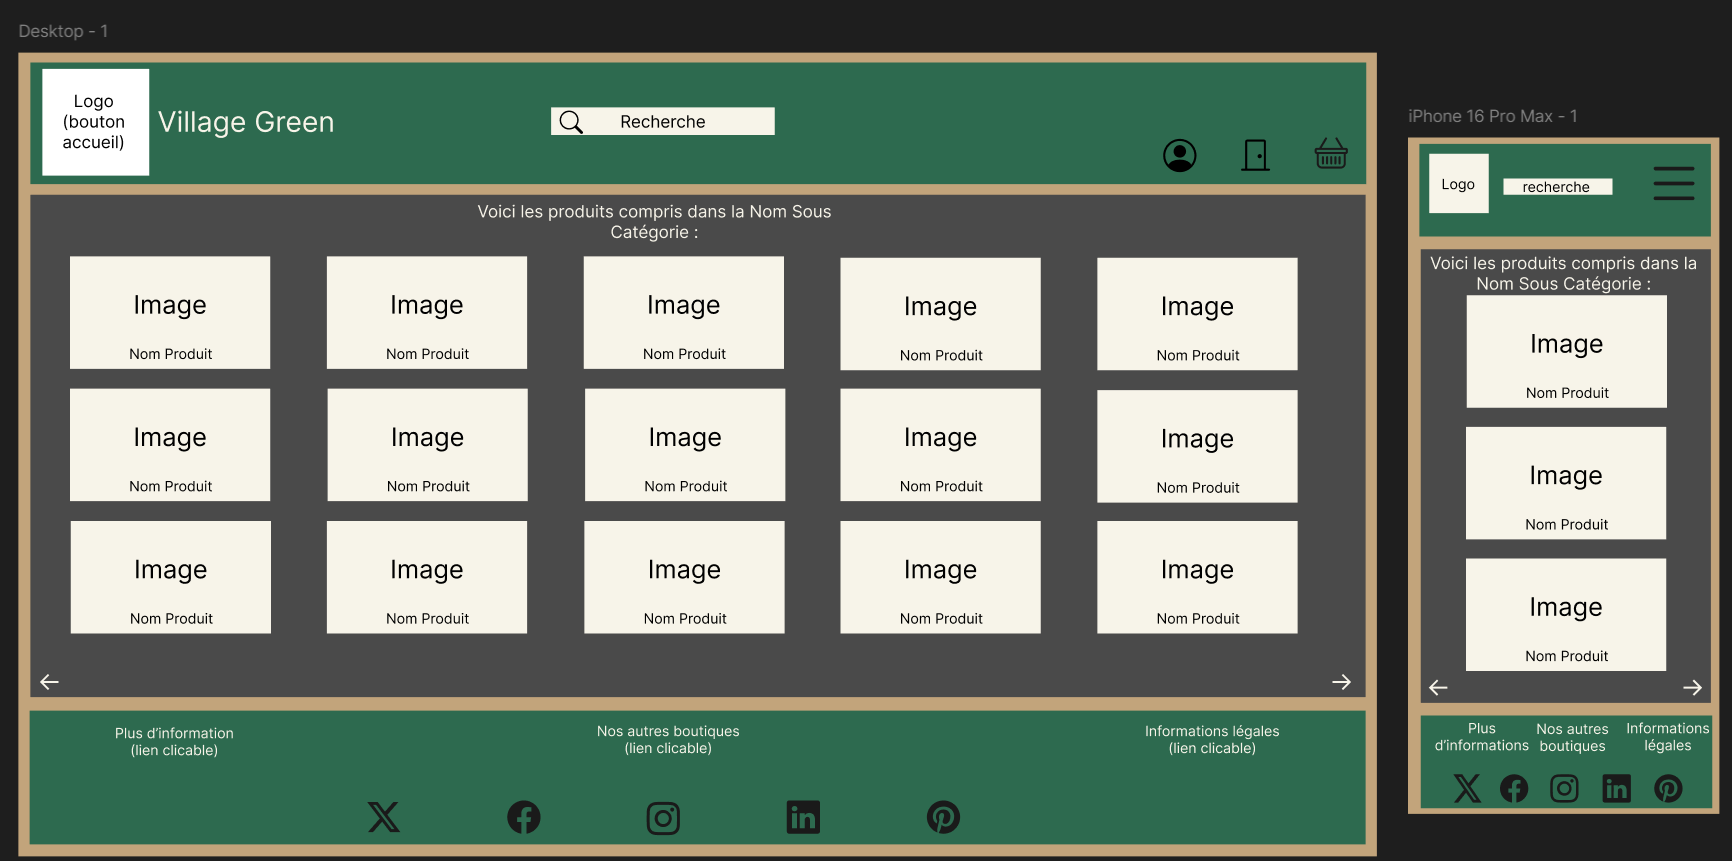 Desktop - 1
Logo
(bouton
accueil)
Village Green
Recherche
Voici les produits compris dans la Nom Sous
Catégorie :
Image
Nom Produit
Image
Nom Produit
Image
Nom Produit
Image
Nom Produit
Image
Nom Produit
Image
Nom Produit
Image
Nom Produit
Image
Nom Produit
Image
Nom Produit
Image
Nom Produit
Image
Nom Produit
Image
Nom Produit
Image
Nom Produit
Image
Nom Produit
Image
Nom Produit
Plus d’information
(lien clicable)
Nos autres boutiques
(lien clicable)
Informations légales
(lien clicable)
iPhone 16 Pro Max - 1
Logo
recherche
Voici les produits compris dans la
Nom Sous Catégorie :
Image
Nom Produit
Image
Nom Produit
Image
Nom Produit
Plus
d’informations
Nos autres
boutiques
Informations
légales